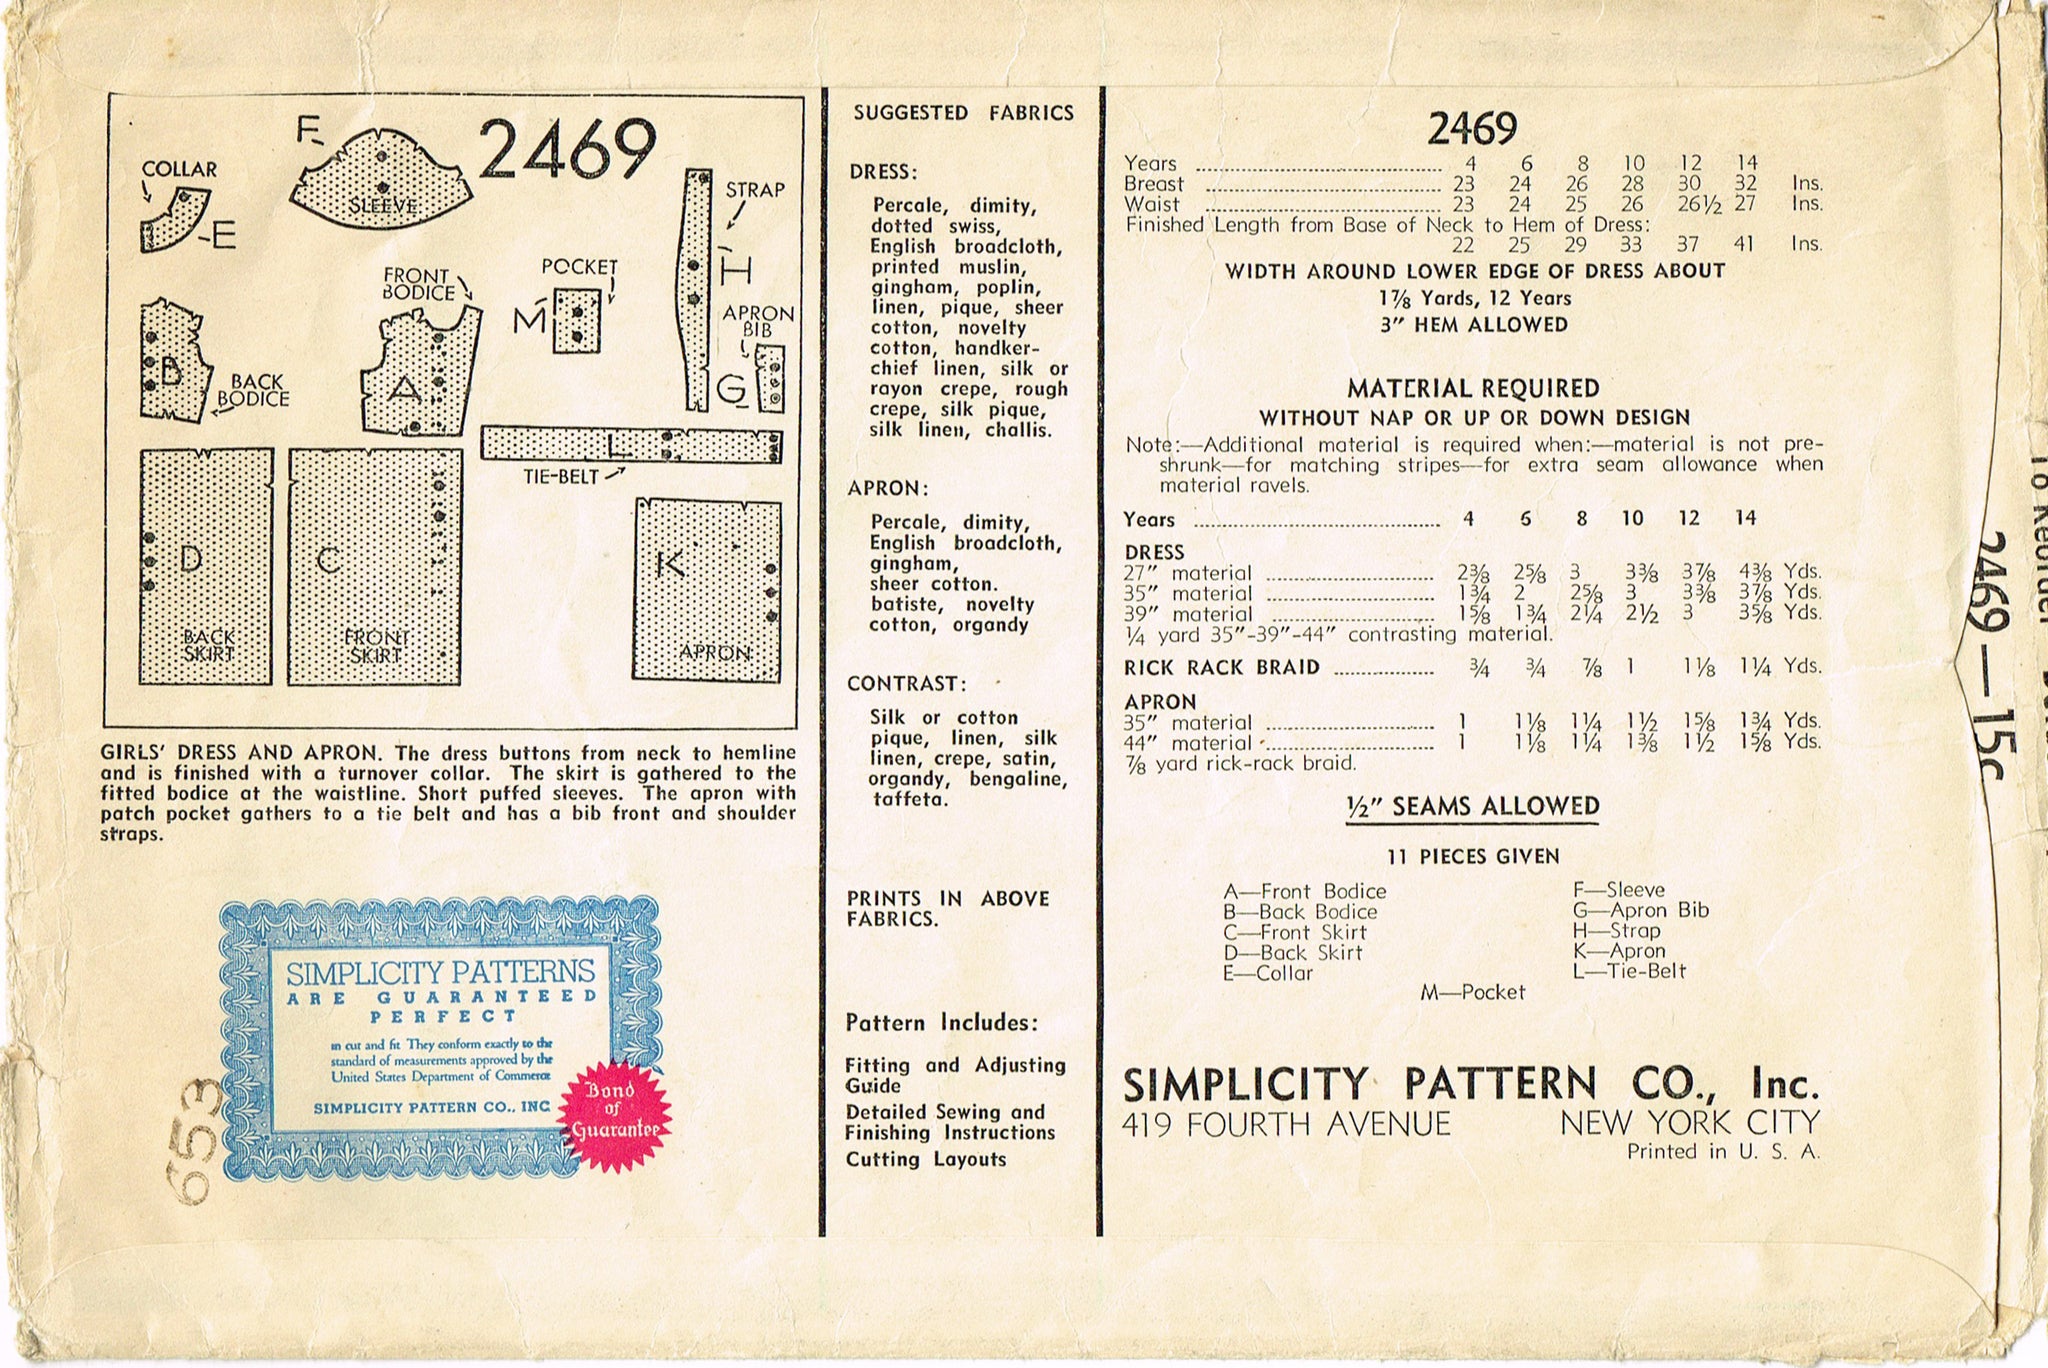 2469
F
SLEEVE
COLLAR
E
STRAP
H
FRONT
BODICE
A
POCKET
M
APRON
BIB
G
B
BACK
BODICE
L
TIE-BELT
D
BACK
SKIRT
C
FRONT
SKIRT
K
APRON
GIRLS' DRESS AND APRON. The dress buttons from neck to hemline
and is finished with a turnover collar. The skirt is gathered to the
fitted bodice at the waistline. Short puffed sleeves. The apron with
patch pocket gathers to a tie belt and has a bib front and shoulder
straps.
SIMPLICITY PATTERNS
ARE GUARANTEED
PERFECT
in cut and fit They conform exactly to the
standard of measurements approved by the
United States Department of Commerce
SIMPLICITY PATTERN CO., INC
Bond
of
Guarantee
653
SUGGESTED FABRICS
DRESS:
Percale, dimity,
dotted swiss,
English broadcloth,
printed muslin,
gingham, poplin,
linen, pique, sheer
cotton, novelty
cotton, handker-
chief linen, silk or
rayon crepe, rough
crepe, silk pique,
silk linen, challis.
APRON:
Percale, dimity,
English broadcloth,
gingham,
sheer cotton.
batiste, novelty
cotton, organdy
CONTRAST:
Silk or cotton
pique, linen, silk
linen, crepe, satin,
organdy, bengaline,
taffeta.
PRINTS IN ABOVE
FABRICS.
Pattern Includes:
Fitting and Adjusting
Guide
Detailed Sewing and
Finishing Instructions
Cutting Layouts
2469
Years 4 6 8 10 12 14
Breast 23 24 26 28 30 32 Ins.
Waist 23 24 25 26 26½ 27 Ins.
Finished Length from Base of Neck to Hem of Dress:
22 25 29 33 37 41 Ins.
WIDTH AROUND LOWER EDGE OF DRESS ABOUT
1⅞ Yards, 12 Years
3" HEM ALLOWED
MATERIAL REQUIRED
WITHOUT NAP OR UP OR DOWN DESIGN
Note:—Additional material is required when:—material is not pre-
shrunk—for matching stripes—for extra seam allowance when
material ravels.
Years 4 6 8 10 12 14
DRESS
27" material 2⅜ 2⅝ 3 3⅜ 3⅞ 4⅜ Yds.
35" material 1¾ 2 2⅝ 3 3⅜ 3⅞ Yds.
39" material 1⅝ 1¾ 2¼ 2½ 3 3⅝ Yds.
¼ yard 35"-39"-44" contrasting material.
RICK RACK BRAID ¾ ¾ ⅞ 1 1⅛ 1¼ Yds.
APRON
35" material 1 1⅛ 1¼ 1½ 1⅝ 1¾ Yds.
44" material 1 1⅛ 1¼ 1⅜ 1½ 1⅝ Yds.
⅞ yard rick-rack braid.
½" SEAMS ALLOWED
11 PIECES GIVEN
A—Front Bodice
B—Back Bodice
C—Front Skirt
D—Back Skirt
E—Collar
F—Sleeve
G—Apron Bib
H—Strap
K—Apron
L—Tie-Belt
M—Pocket
SIMPLICITY PATTERN CO., Inc.
419 FOURTH AVENUE NEW YORK CITY
Printed in U. S. A.
2469—15c